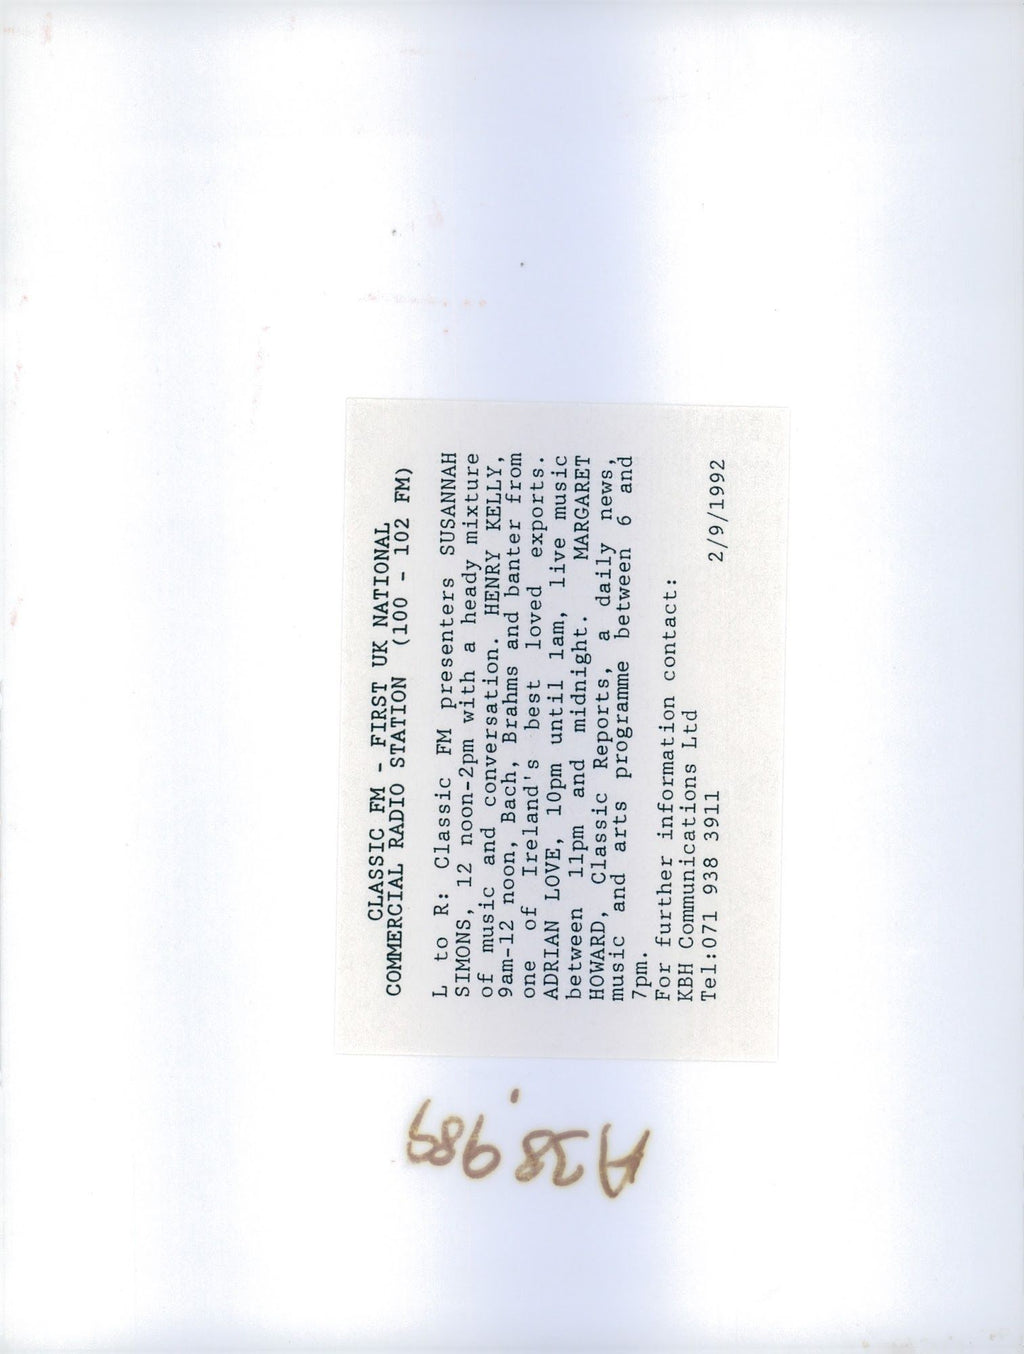 CLASSIC FM - FIRST UK NATIONAL
COMMERCIAL RADIO STATION (100 - 102 FM)
L to R: Classic FM presenters SUSANNAH
SIMONS, 12 noon-2pm with a heady mixture
of music and conversation. HENRY KELLY,
9am-12 noon, Bach, Brahms and banter from
one of Ireland's best loved exports.
ADRIAN LOVE, 10pm until 1am, live music
between 11pm and midnight. MARGARET
HOWARD, Classic Reports, a daily news,
music and arts programme between 6 and
7pm.
For further information contact:
KBH Communications Ltd
Tel:071 938 3911 2/9/1992
A38.989